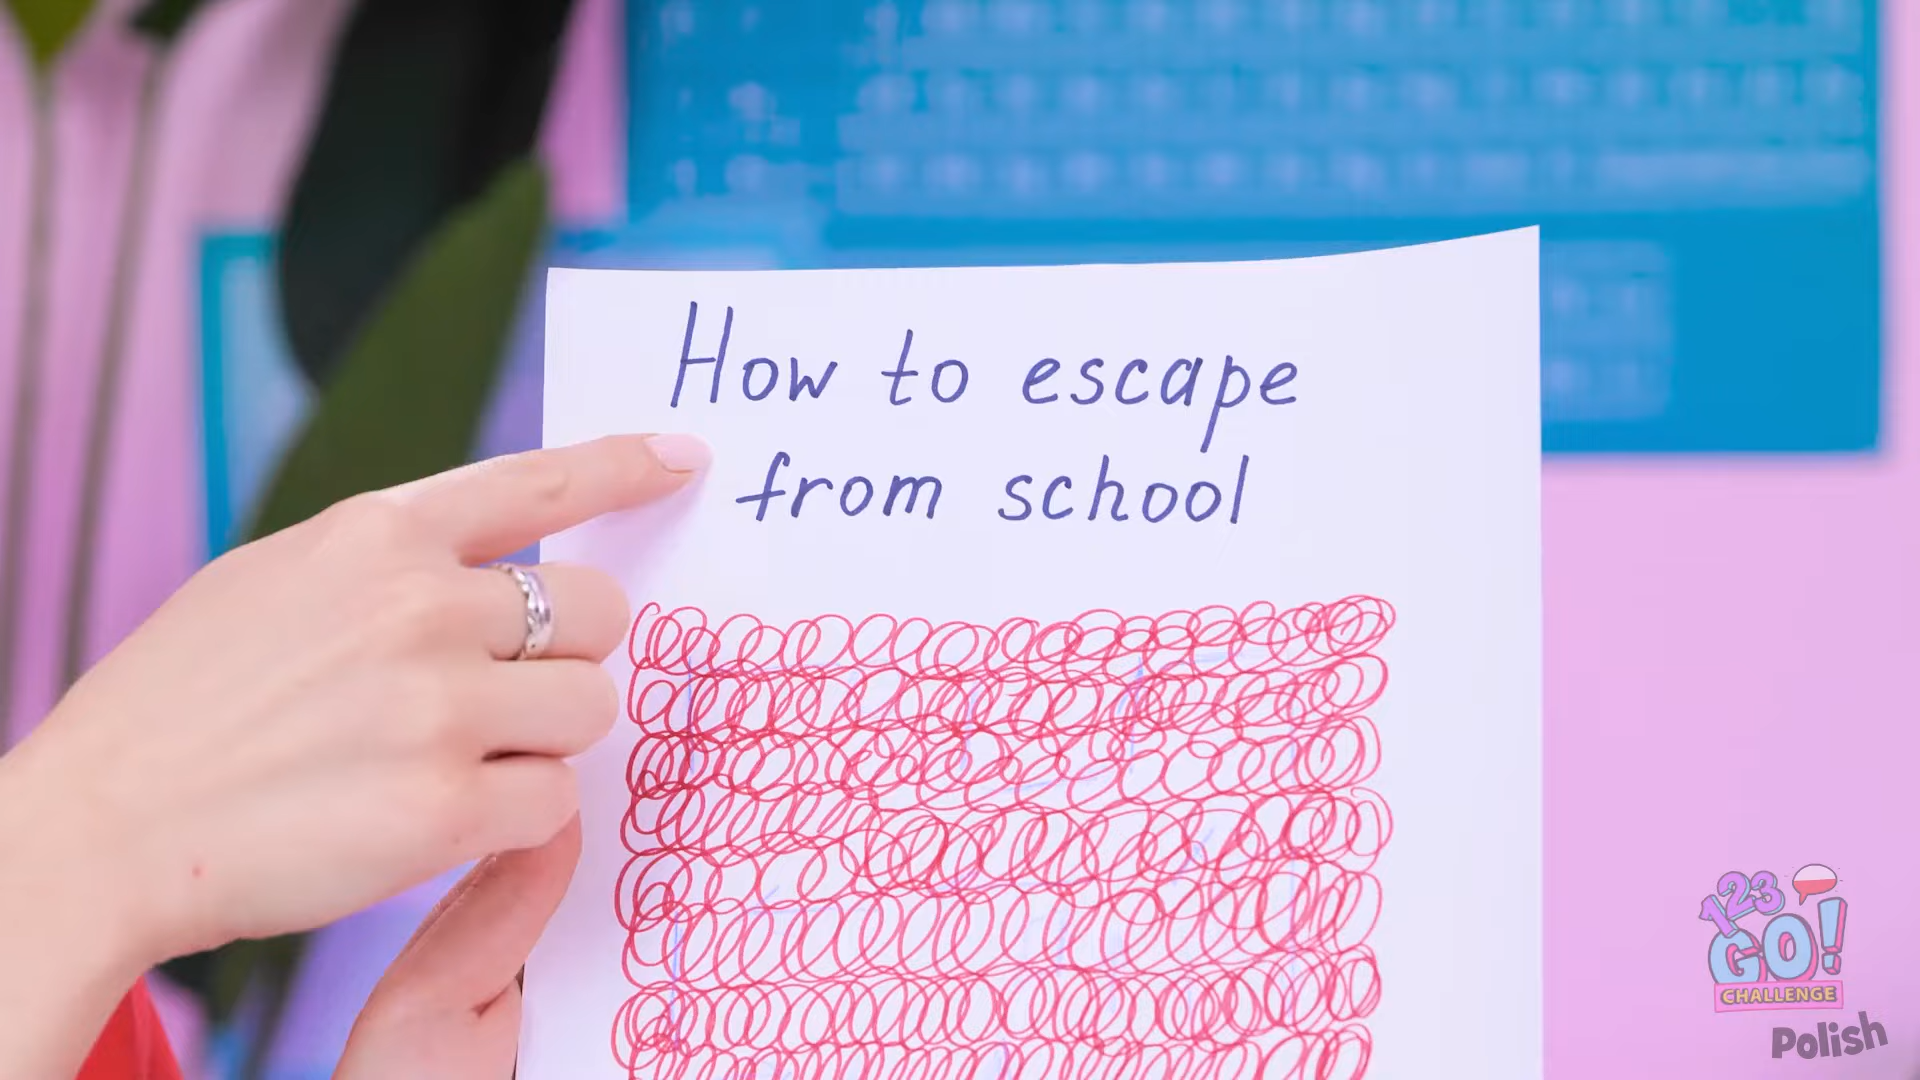 How to escape
from school
123
GO!
CHALLENGE
Polish